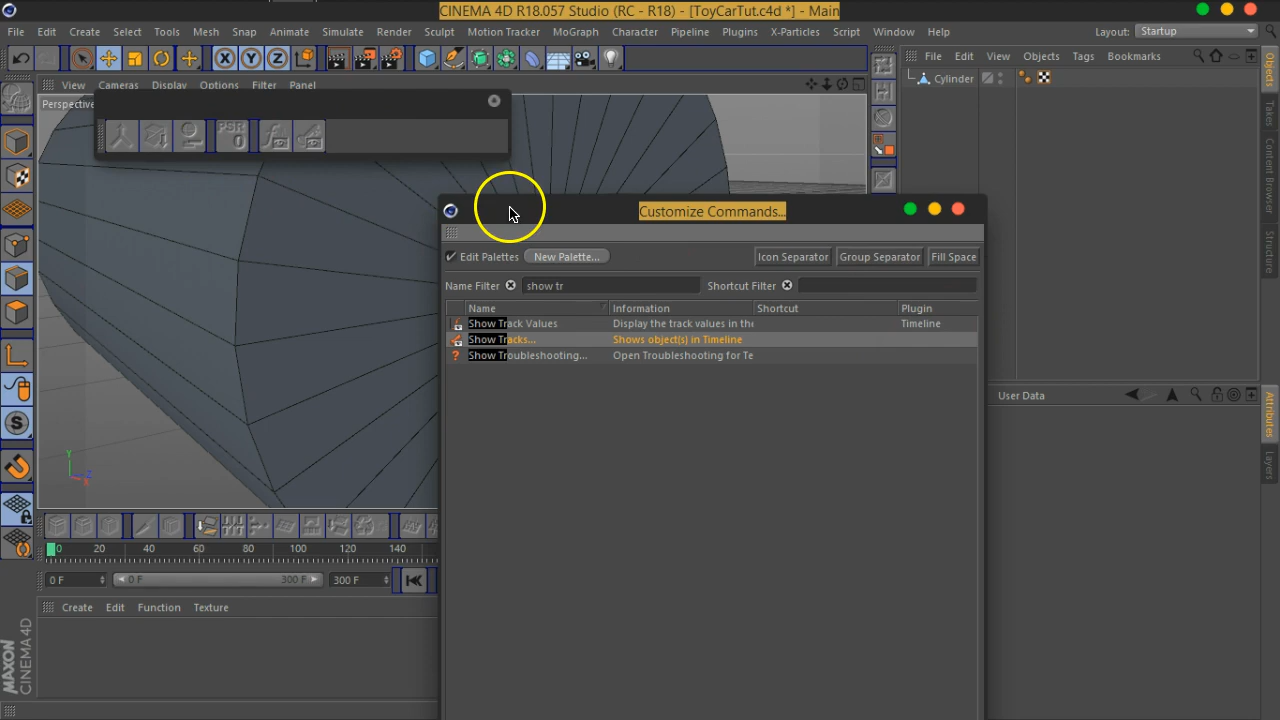 CINEMA 4D R18.057 Studio (RC - R18) - [ToyCarTut.c4d *] - Main
File Edit Create Select Tools Mesh Snap Animate Simulate Render Sculpt Motion Tracker MoGraph Character Pipeline Plugins X-Particles Script Window Help Layout: Startup
X Y Z
View Cameras Display Options Filter Panel
File Edit View Objects Tags Bookmarks
Perspective
Cylinder
PSR
0
Objects
Takes
Content Browser
Structure
Customize Commands...
Edit Palettes New Palette... Icon Separator Group Separator Fill Space
Name Filter show tr Shortcut Filter
Name Information Shortcut Plugin
Show Track Values Display the track values in the Timeline
Show Tracks... Shows object(s) in Timeline
Show Troubleshooting... Open Troubleshooting for Te
User Data
Attributes
Layers
S
Y
Z
X
0 20 40 60 80 100 120 140
0 F 0 F 300 F 300 F
Create Edit Function Texture
MAXON
CINEMA 4D